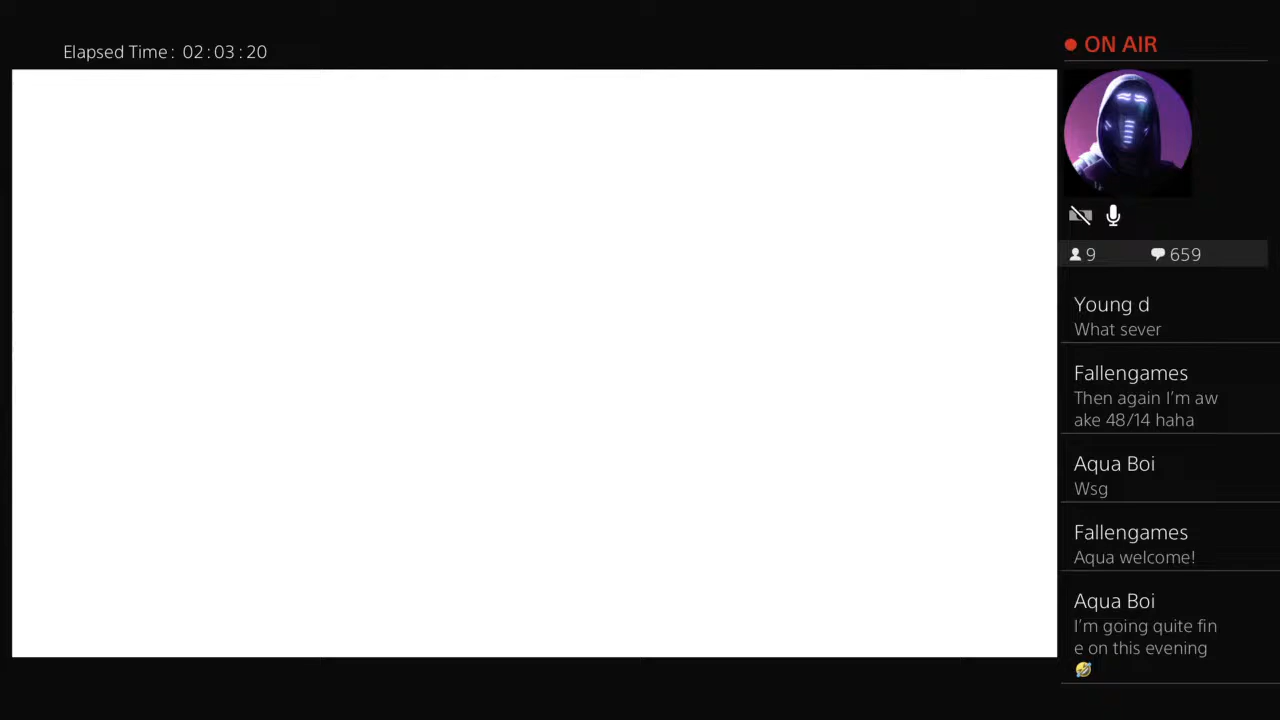 Elapsed Time: 02:03:20
ON AIR
9 659
Young d
What sever
Fallengames
Then again I’m aw
ake 48/14 haha
Aqua Boi
Wsg
Fallengames
Aqua welcome!
Aqua Boi
I’m going quite fin
e on this evening
🤣